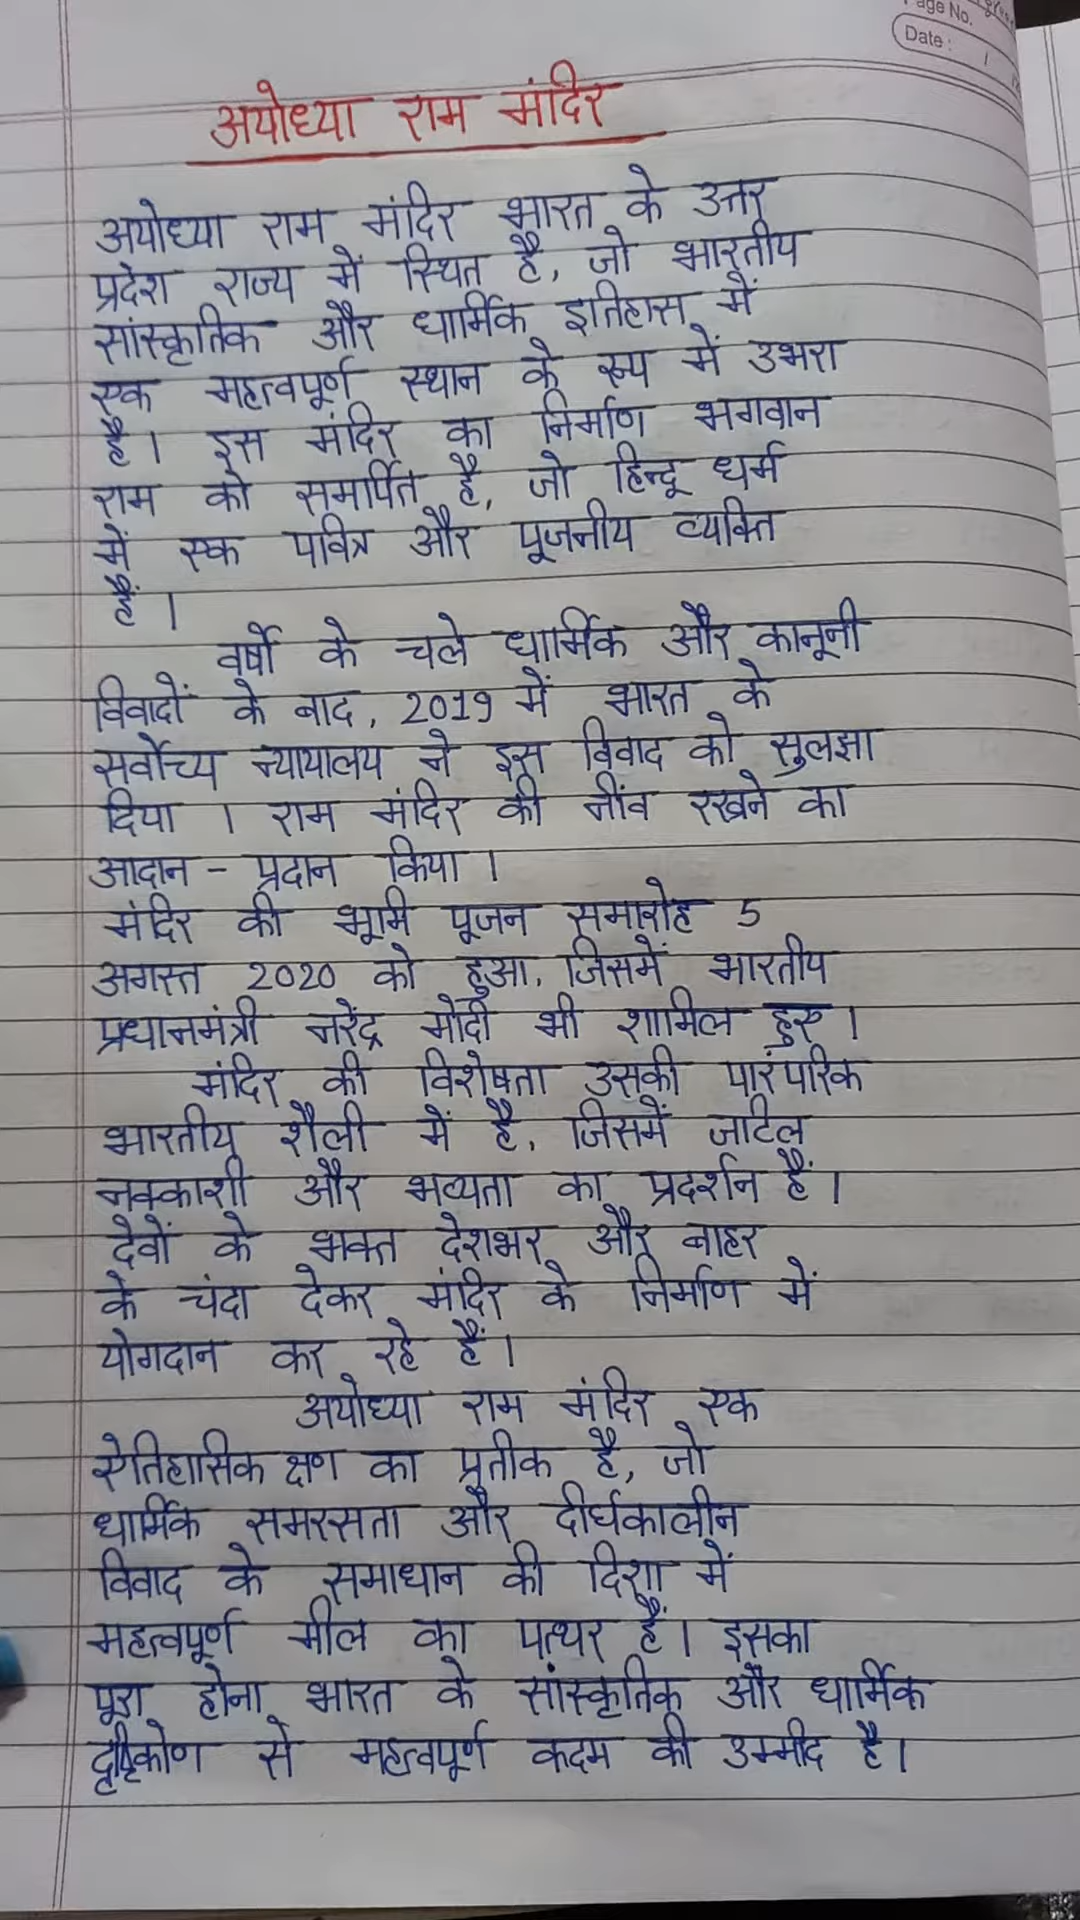 Page No.
Date : / /
अयोध्या राम मंदिर
अयोध्या राम मंदिर भारत के उत्तर
प्रदेश राज्य में स्थित है, जो भारतीय
सांस्कृतिक और धार्मिक इतिहास में
एक महत्वपूर्ण स्थान के रूप में उभरा
है। इस मंदिर का निर्माण भगवान
राम को समर्पित है, जो हिन्दू धर्म
में एक पवित्र और पूजनीय व्यक्ति
हैं।
वर्षो के चले धार्मिक और कानूनी
विवादों के बाद, 2019 में भारत के
सर्वोच्च न्यायालय ने इस विवाद को सुलझा
दिया । राम मंदिर की नींव रखने का
आदान - प्रदान किया।
मंदिर की भूमि पूजन समारोह 5
अगस्त 2020 को हुआ, जिसमें भारतीय
प्रधानमंत्री नरेंद्र मोदी भी शामिल हुए।
मंदिर की विशेषता उसकी पारंपरिक
भारतीय शैली में है, जिसमें जटिल
नक्काशी और भव्यता का प्रदर्शन हैं।
देवों के भक्त देशभर और बाहर
के चंदा देकर मंदिर के निर्माण में
योगदान कर रहे हैं।
अयोध्या राम मंदिर एक
ऐतिहासिक क्षण का प्रतीक है, जो
धार्मिक समरसता और दीर्घकालीन
विवाद के समाधान की दिशा में
महत्वपूर्ण मील का पत्थर हैं। इसका
पूरा होना भारत के सांस्कृतिक और धार्मिक
दृष्टिकोण से महत्वपूर्ण कदम की उम्मीद है।